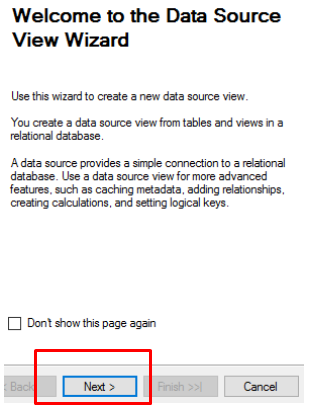 Welcome to the Data Source
View Wizard
Use this wizard to create a new data source view.
You create a data source view from tables and views in a
relational database.
A data source provides a simple connection to a relational
database. Use a data source view for more advanced
features, such as caching metadata, adding relationships,
creating calculations, and setting logical keys.
Don't show this page again
< Back Next > Finish >>| Cancel